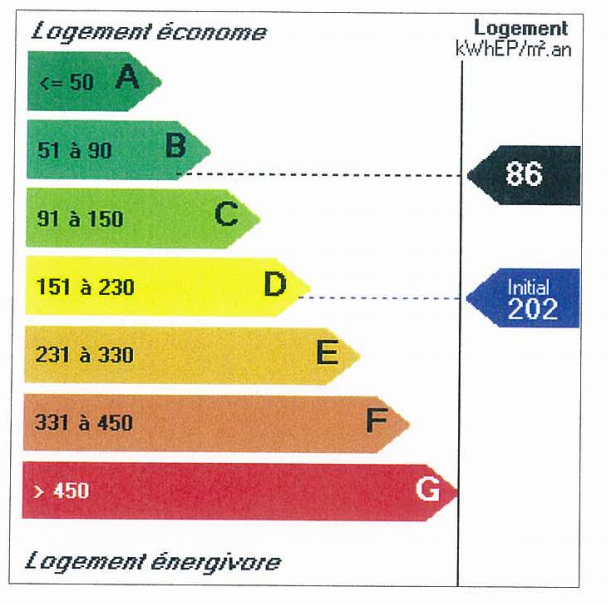 Logement économe
Logement
kWhEP/m².an
<= 50 A
51 à 90 B
86
91 à 150 C
151 à 230 D
Initial
202
231 à 330 E
331 à 450 F
> 450 G
Logement énergivore